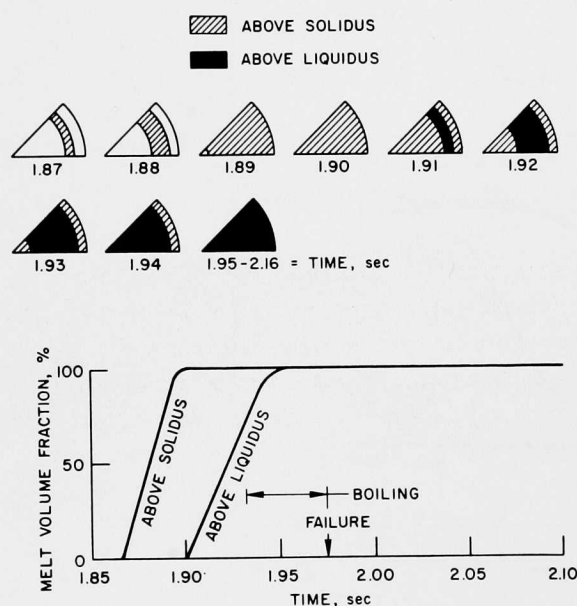 ABOVE SOLIDUS
ABOVE LIQUIDUS
1.87 1.88 1.89 1.90 1.91 1.92
1.93 1.94 1.95-2.16 = TIME, sec
MELT VOLUME FRACTION, %
100
50
0
ABOVE SOLIDUS
ABOVE LIQUIDUS
BOILING
FAILURE
1.85 1.90 1.95 2.00 2.05 2.10
TIME, sec